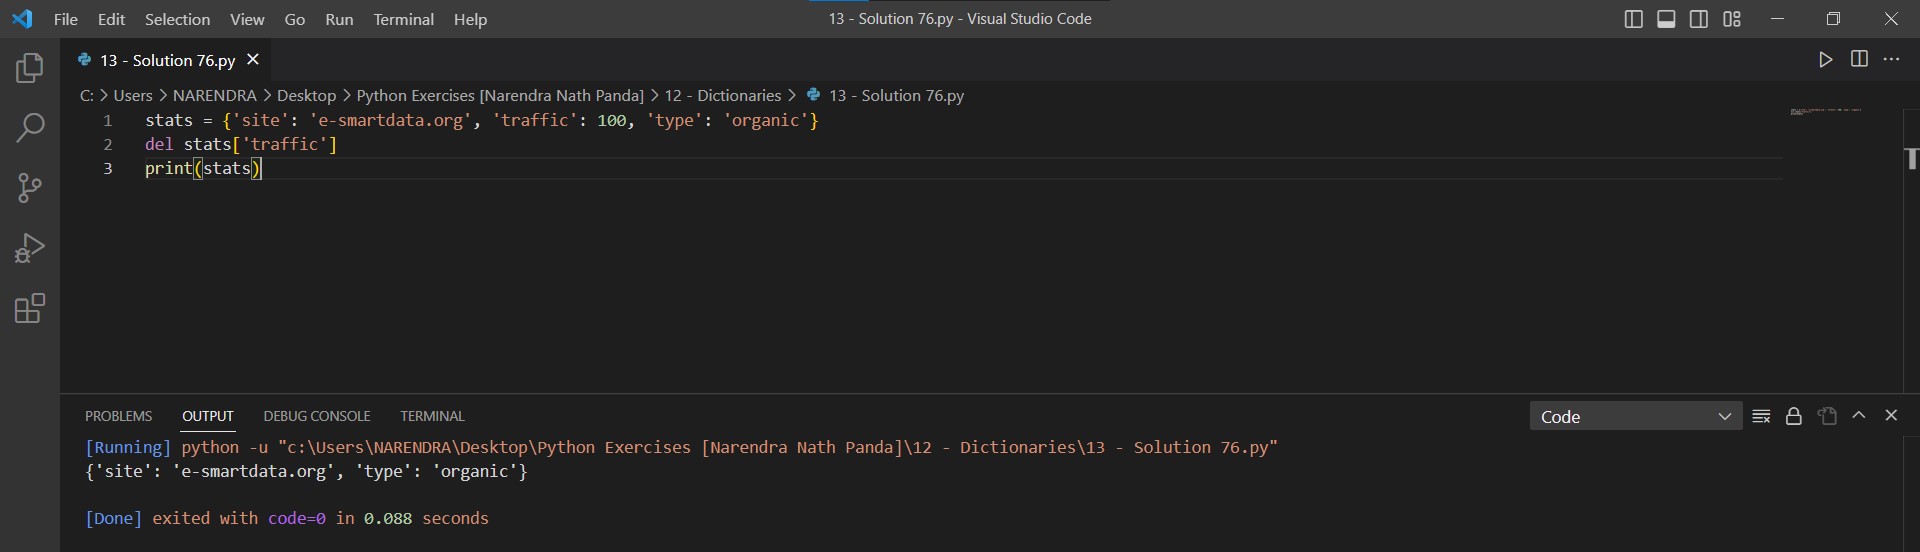 File Edit Selection View Go Run Terminal Help 13 - Solution 76.py - Visual Studio Code
13 - Solution 76.py
C: > Users > NARENDRA > Desktop > Python Exercises [Narendra Nath Panda] > 12 - Dictionaries > 13 - Solution 76.py
1 stats = {'site': 'e-smartdata.org', 'traffic': 100, 'type': 'organic'}
2 del stats['traffic']
3 print(stats)
PROBLEMS OUTPUT DEBUG CONSOLE TERMINAL Code
[Running] python -u "c:\Users\NARENDRA\Desktop\Python Exercises [Narendra Nath Panda]\12 - Dictionaries\13 - Solution 76.py"
{'site': 'e-smartdata.org', 'type': 'organic'}
[Done] exited with code=0 in 0.088 seconds